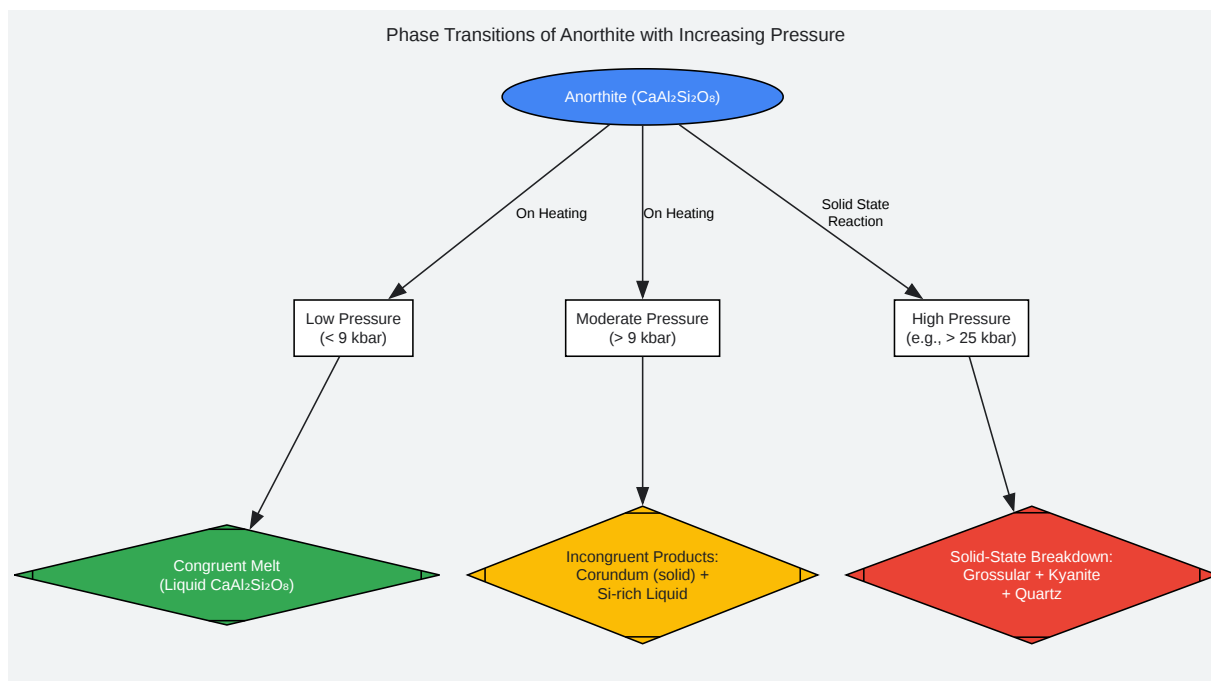 Phase Transitions of Anorthite with Increasing Pressure
Anorthite (CaAl₂Si₂O₈)
On Heating
On Heating
Solid State
Reaction
Low Pressure
(< 9 kbar)
Moderate Pressure
(> 9 kbar)
High Pressure
(e.g., > 25 kbar)
Congruent Melt
(Liquid CaAl₂Si₂O₈)
Incongruent Products:
Corundum (solid) +
Si-rich Liquid
Solid-State Breakdown:
Grossular + Kyanite
+ Quartz